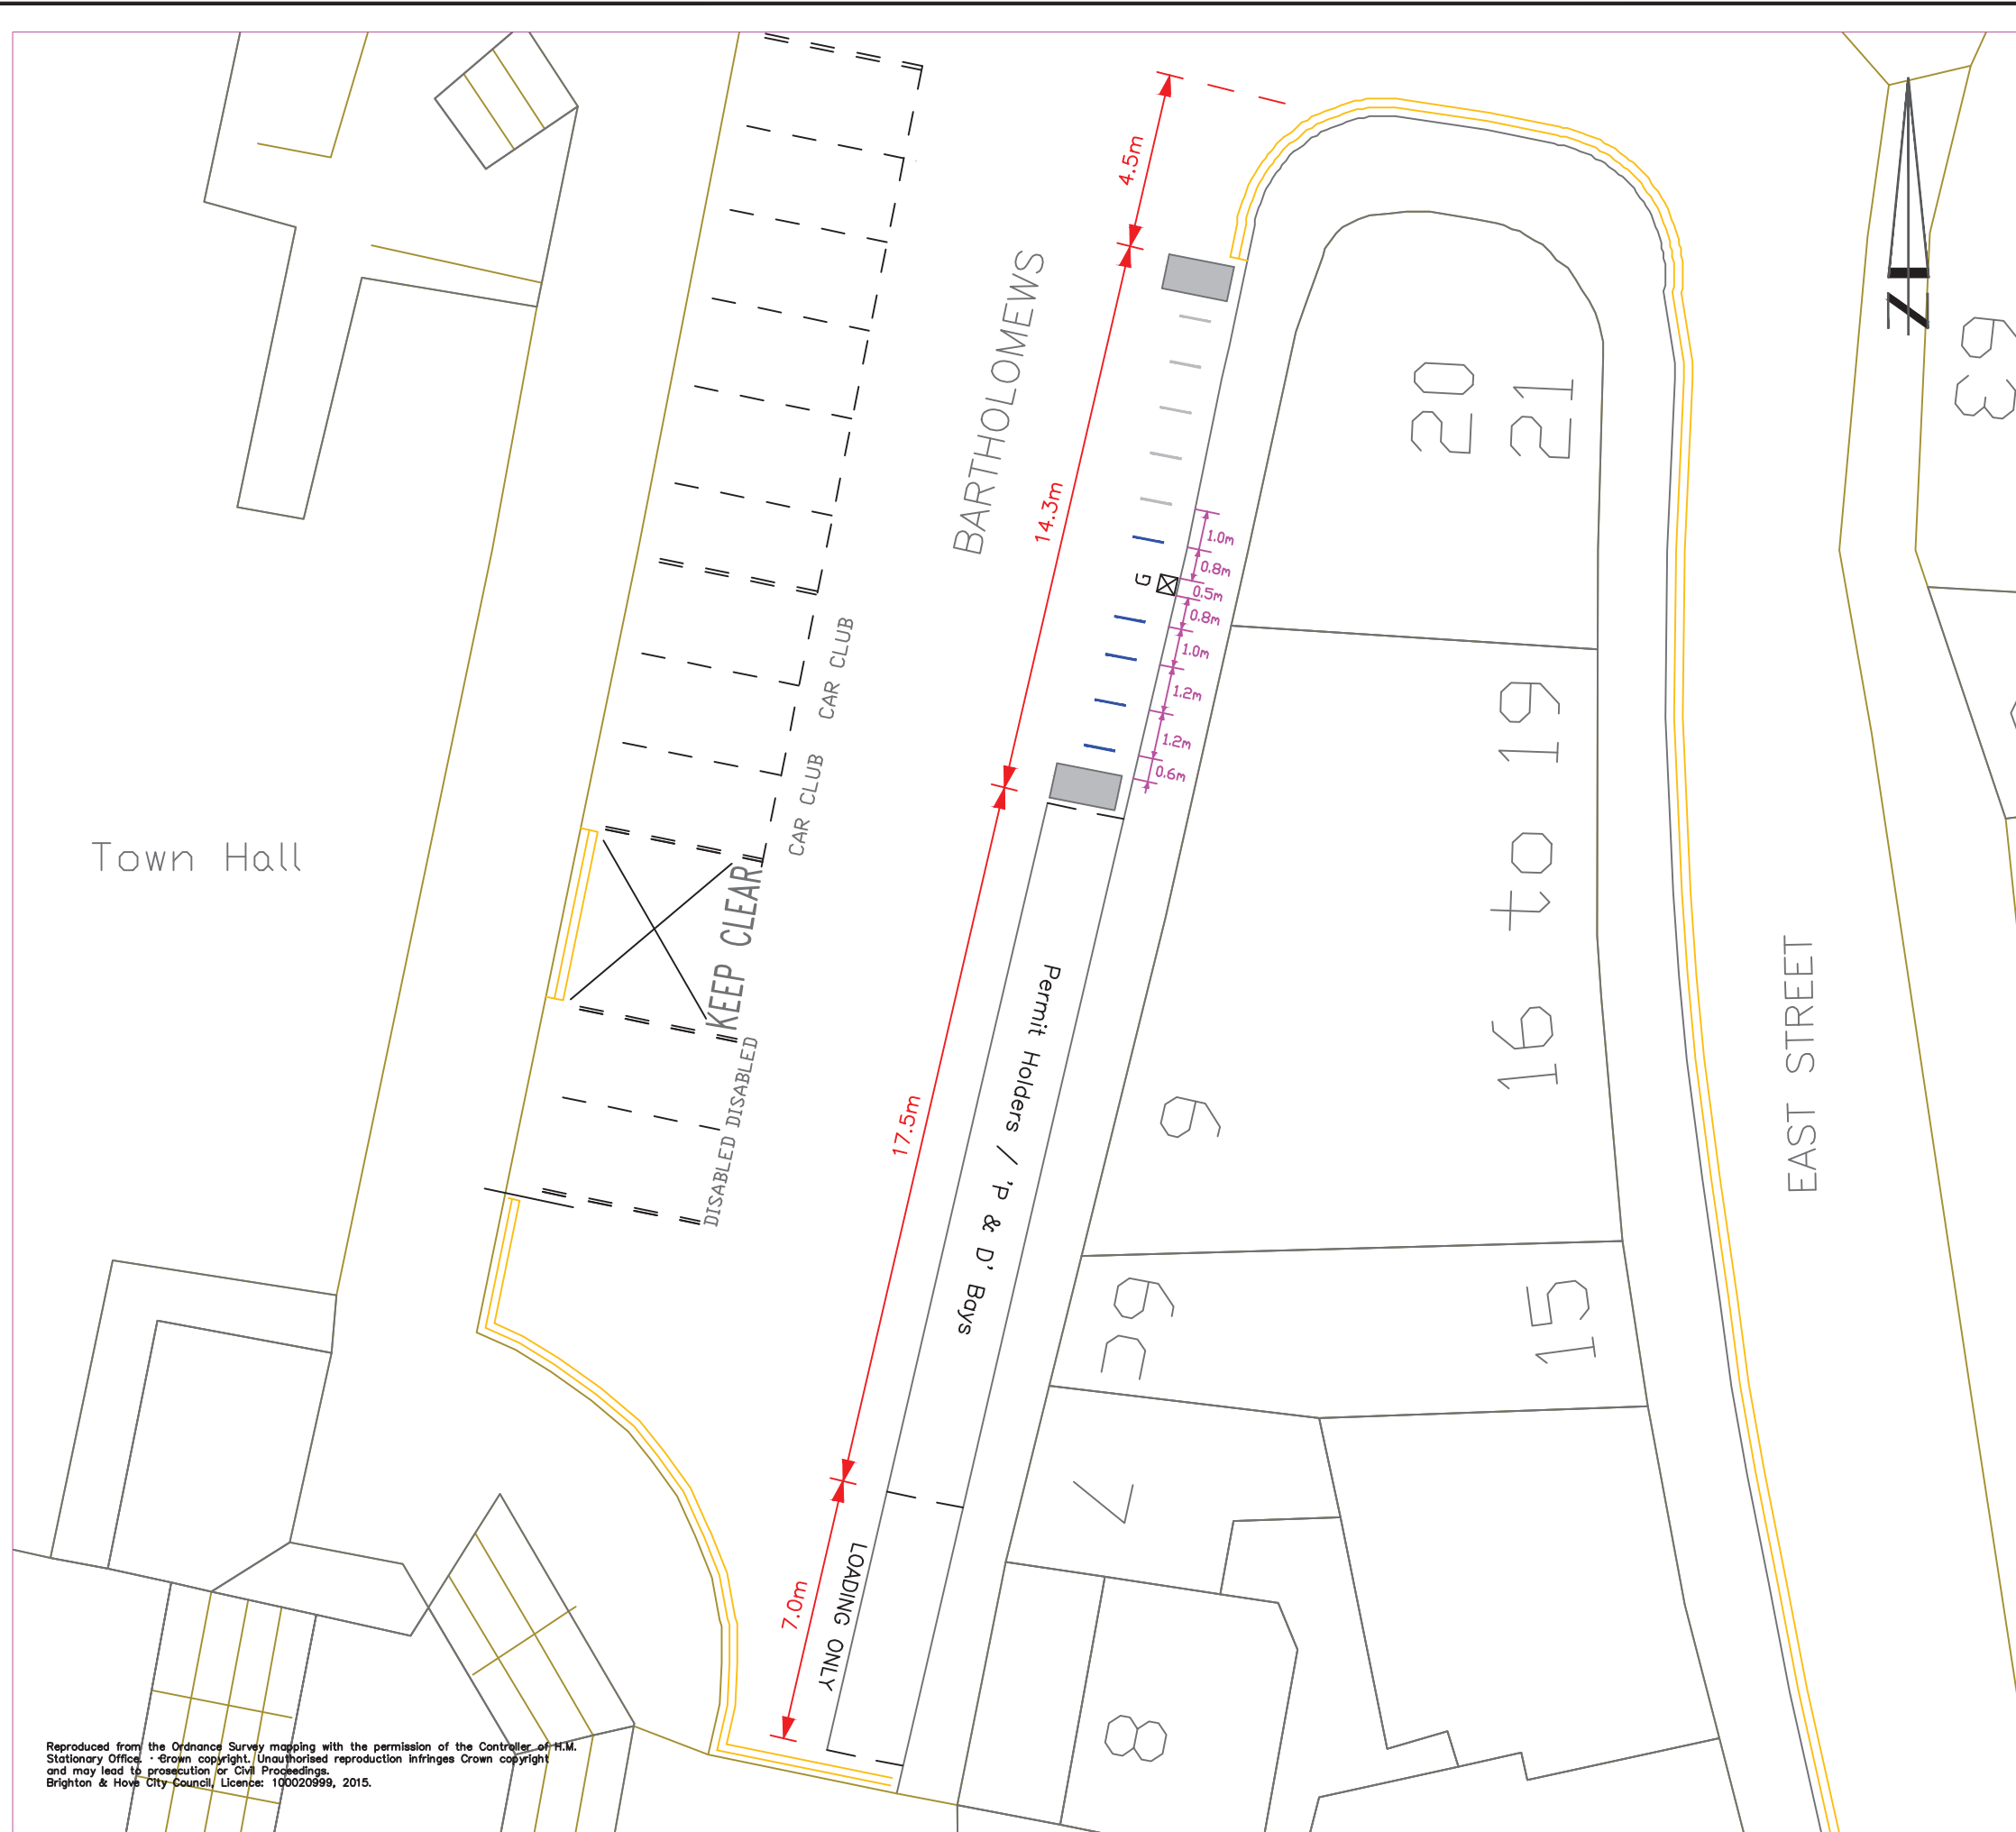 4.5m
BARTHOLOMEWS
14.3m
20
21
39
1.0m
0.8m
G
0.5m
0.8m
1.0m
1.2m
1.2m
0.6m
CAR CLUB
CAR CLUB
Town Hall
KEEP CLEAR
DISABLED
DISABLED
17.5m
Permit Holders / 'P & D' Bays
9
16 to 19
EAST STREET
15
7
LOADING ONLY
7.0m
8
Reproduced from the Ordnance Survey mapping with the permission of the Controller of H.M.
Stationary Office. Crown copyright. Unauthorised reproduction infringes Crown copyright
and may lead to prosecution or Civil Proceedings.
Brighton & Hove City Council, Licence: 100020999, 2015.